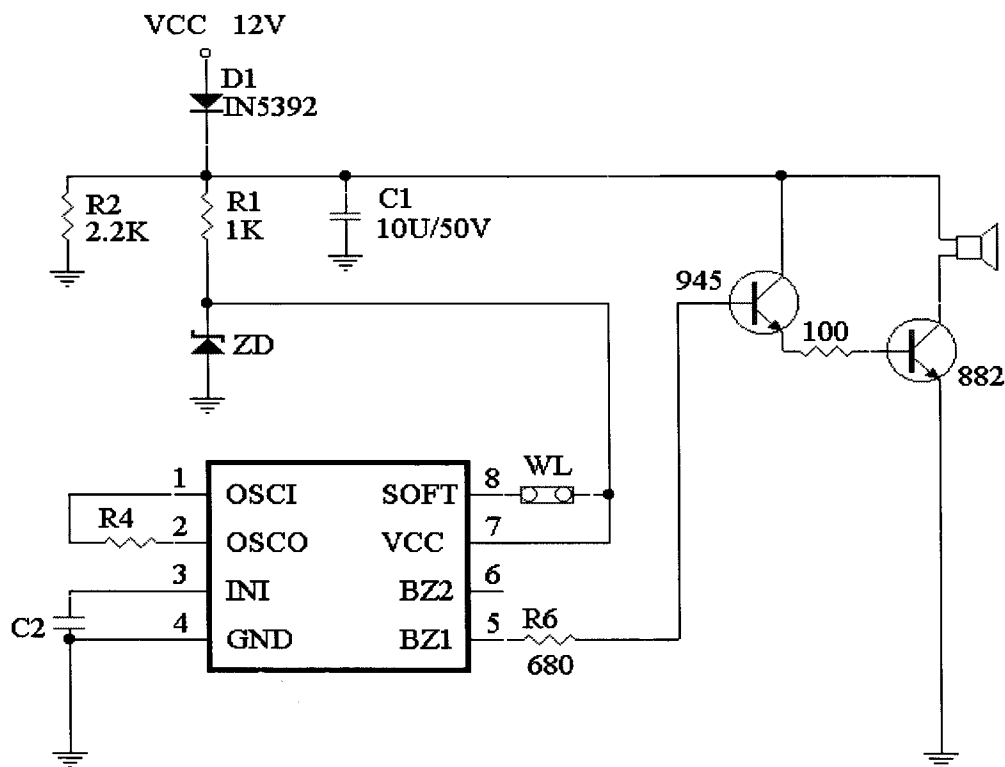 VCC 12V
D1
IN5392
R2
2.2K
R1
1K
C1
10U/50V
945
100
882
ZD
WL
1 OSCI SOFT 8
R4
2 OSCO VCC 7
3 INI BZ2 6
C2
4 GND BZ1 5
R6
680